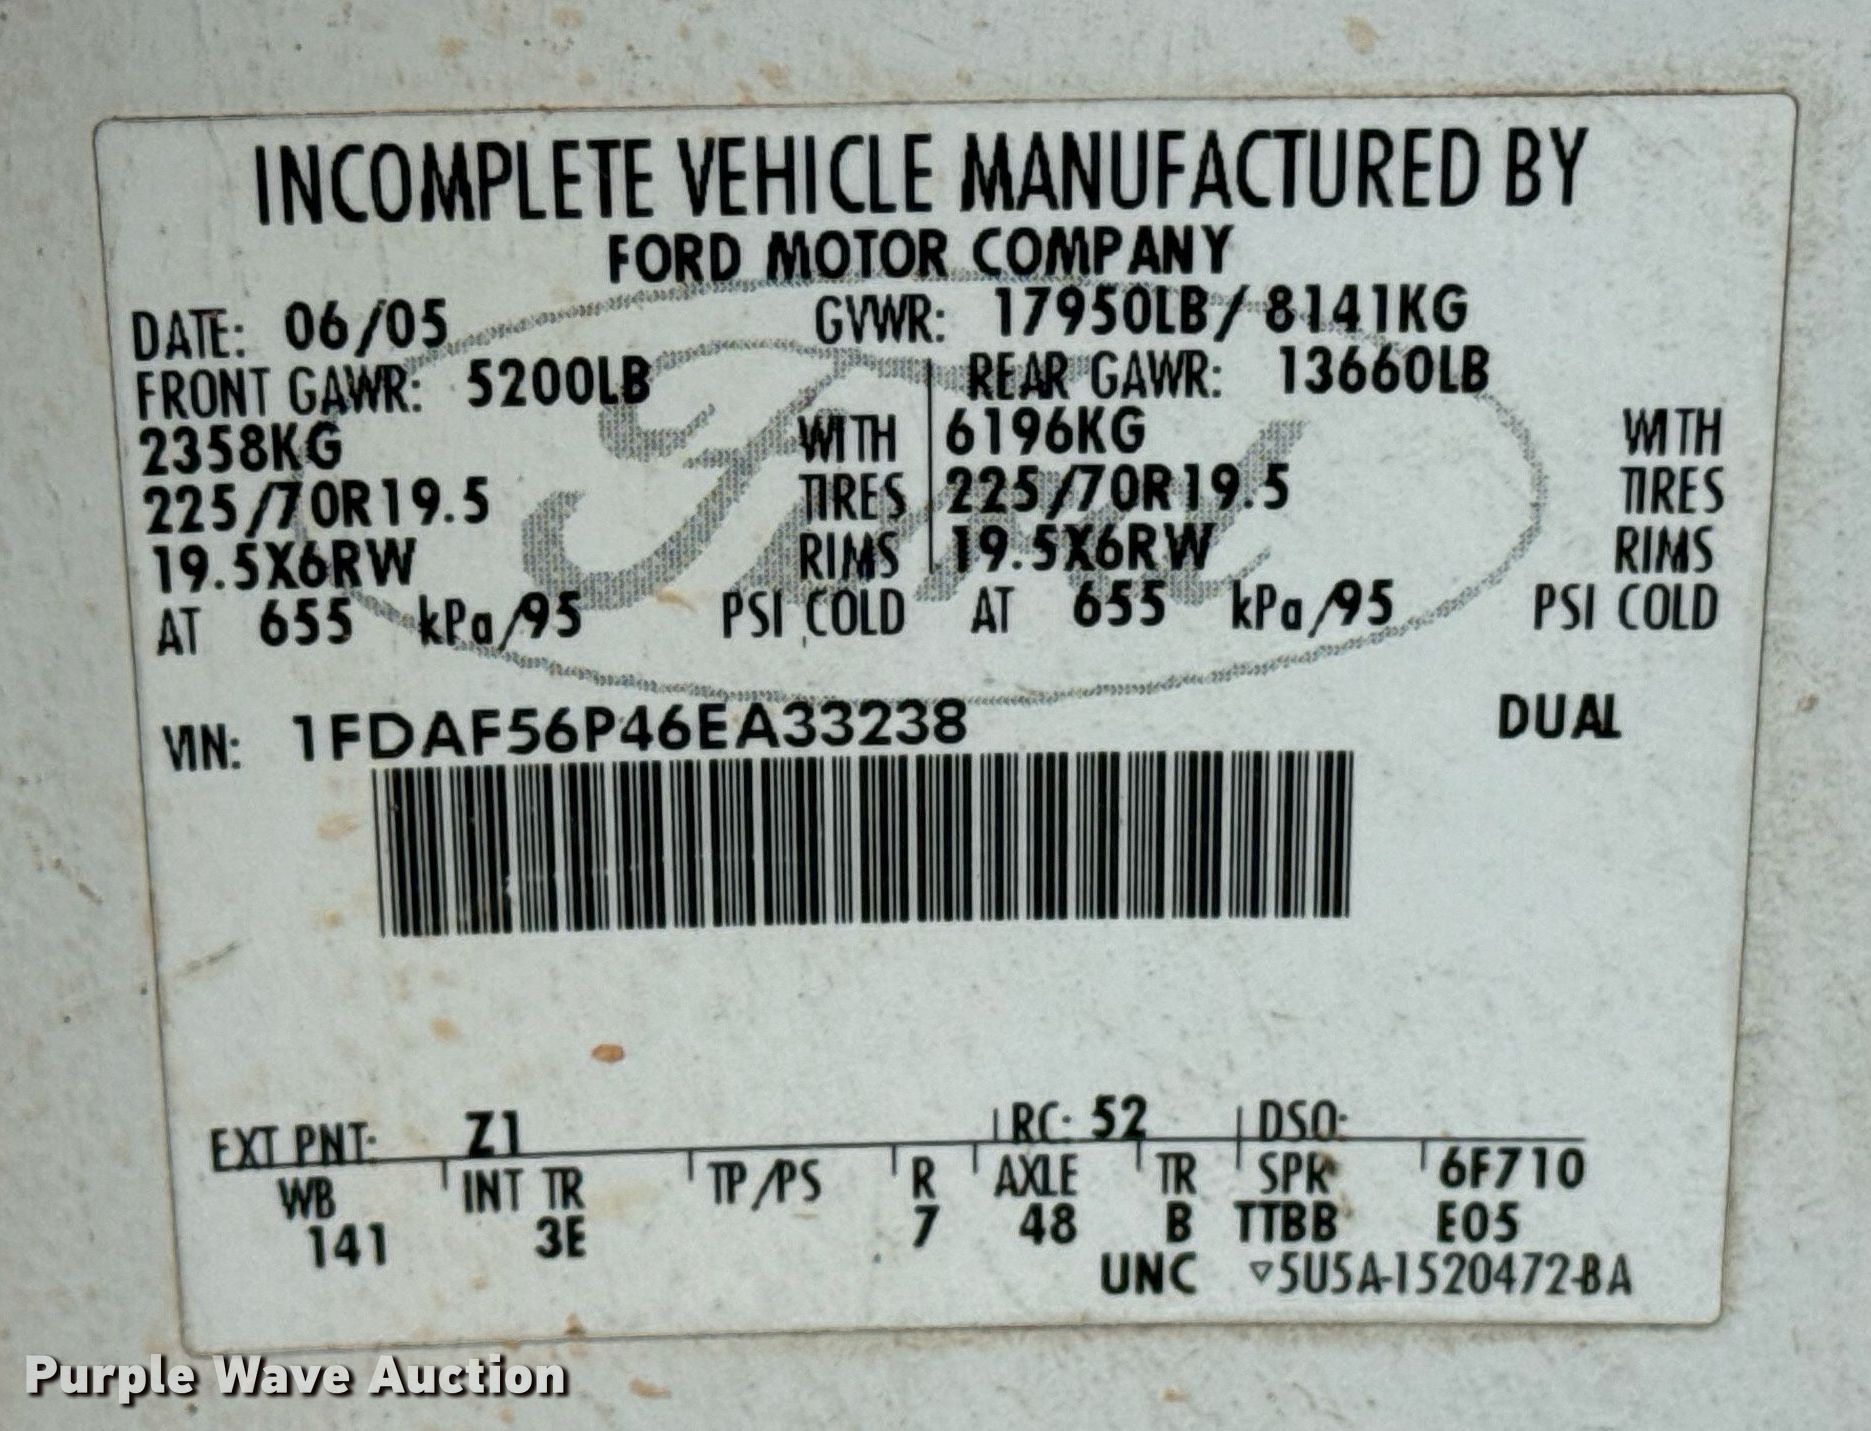 INCOMPLETE VEHICLE MANUFACTURED BY
FORD MOTOR COMPANY
DATE: 06/05 GVWR: 17950LB/ 8141KG
FRONT GAWR: 5200LB REAR GAWR: 13660LB
2358KG WITH 6196KG WITH
225/70R19.5 TIRES 225/70R19.5 TIRES
19.5X6RW RIMS 19.5X6RW RIMS
AT 655 kPa/95 PSI COLD AT 655 kPa/95 PSI COLD
Ford
VIN: 1FDAF56P46EA33238 DUAL
EXT PNT: Z1 RC: 52 DSO:
WB INT TR TP/PS R AXLE TR SPR 6F710
141 3E 7 48 B TTBB E05
UNC ▽5U5A-1520472-BA
Purple Wave Auction